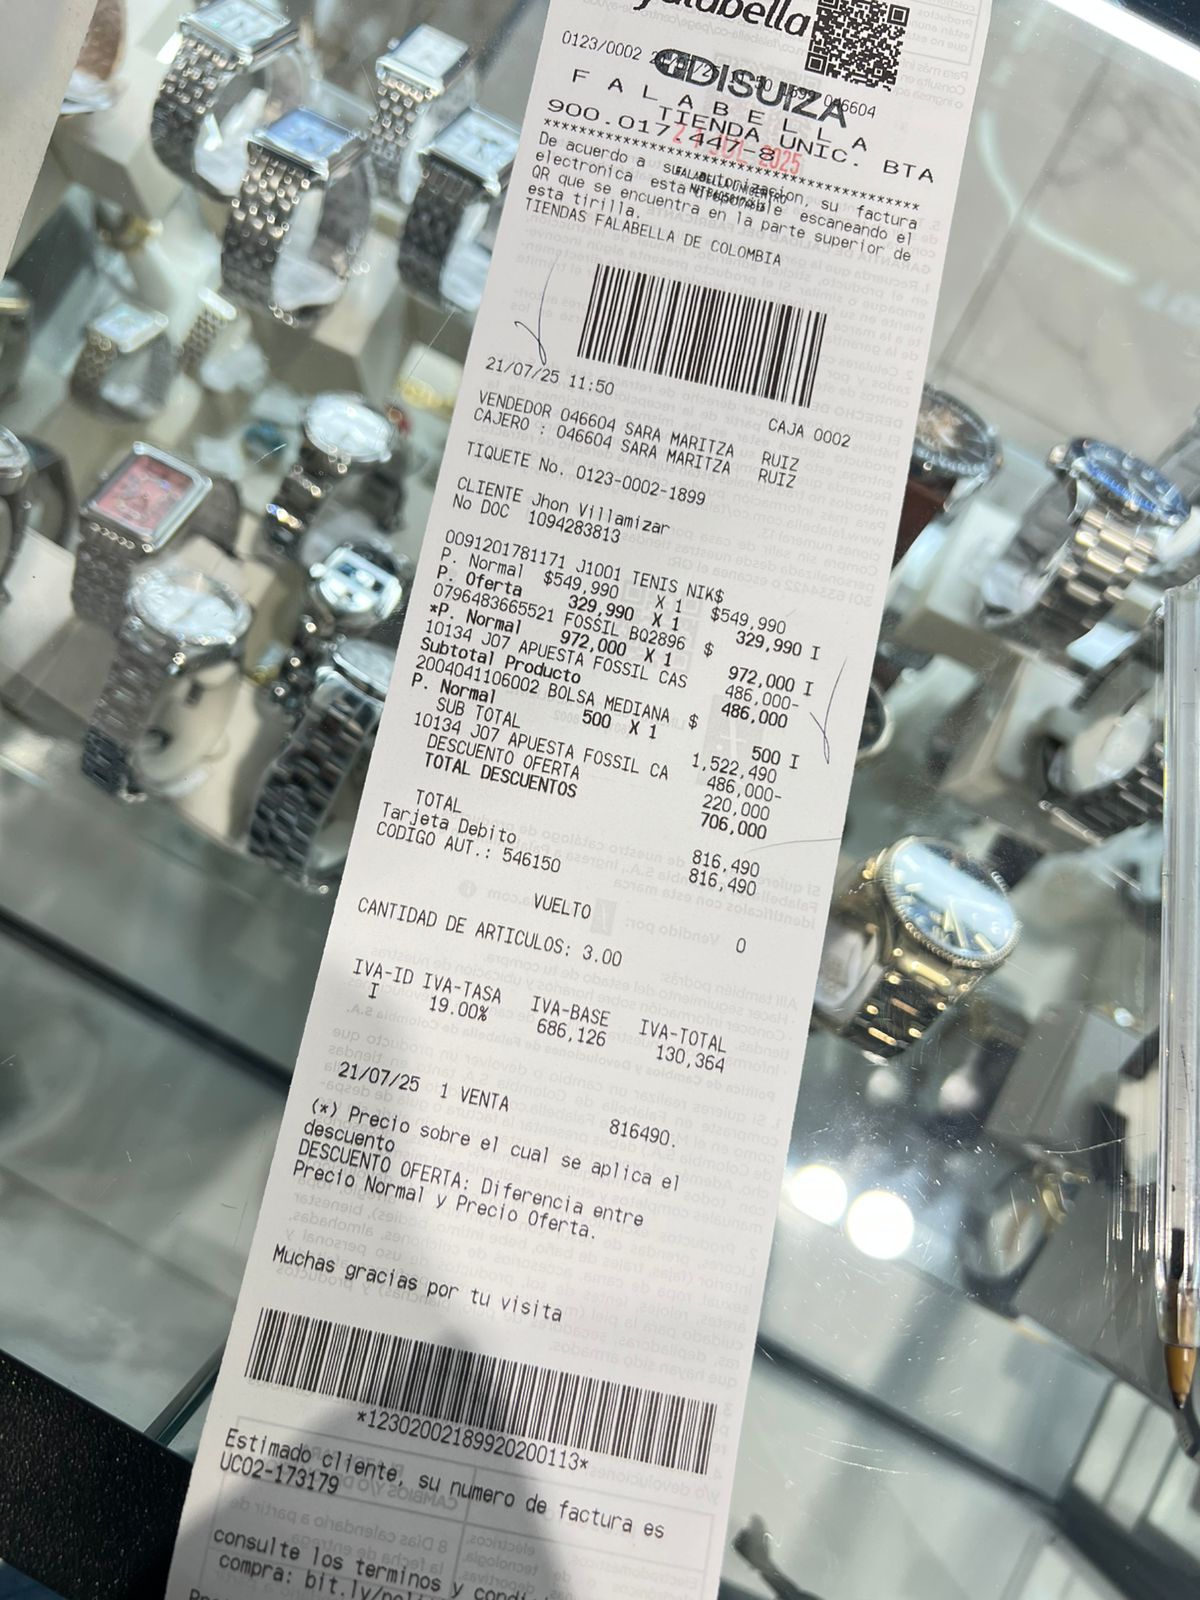 falabella
0123/0002
046604
DISUIZA
F A L A B E L L A
TIENDA UNIC. BTA
900.017.447-8
21 JUL 2025
****************************************
De acuerdo a su autorizacion, su factura
electronica esta disponible escaneando el
QR que se encuentra en la parte superior de
esta tirilla.
TIENDAS FALABELLA DE COLOMBIA
21/07/25 11:50
CAJA 0002
VENDEDOR 046604 SARA MARITZA RUIZ
CAJERO : 046604 SARA MARITZA RUIZ
TIQUETE No. 0123-0002-1899
CLIENTE Jhon Villamizar
No DOC 1094283813
0091201781171 J1001 TENIS NIK$
P. Normal $549,990 X 1 $549,990
P. Oferta 329,990 X 1 329,990 I
0796483665521 FOSSIL BQ2896 $
*P. Normal 972,000 X 1 972,000 I
10134 J07 APUESTA FOSSIL CAS 486,000-
Subtotal Producto 486,000
2004041106002 BOLSA MEDIANA $
P. Normal 500 X 1 500 I
SUB TOTAL 1.522,490
10134 J07 APUESTA FOSSIL CA 486,000-
DESCUENTO OFERTA 220,000
TOTAL DESCUENTOS 706,000
TOTAL 816,490
Tarjeta Debito 816,490
CODIGO AUT.: 546150
VUELTO 0
CANTIDAD DE ARTICULOS: 3.00
IVA-ID IVA-TASA IVA-BASE IVA-TOTAL
I 19.00% 686,126 130,364
21/07/25 1 VENTA 816490.
(*) Precio sobre el cual se aplica el
descuento
DESCUENTO OFERTA: Diferencia entre
Precio Normal y Precio Oferta.
Muchas gracias por tu visita
*12302002189920200113*
Estimado cliente, su numero de factura es
UC02-173179
consulte los terminos y condi
compra: bit.ly/poli